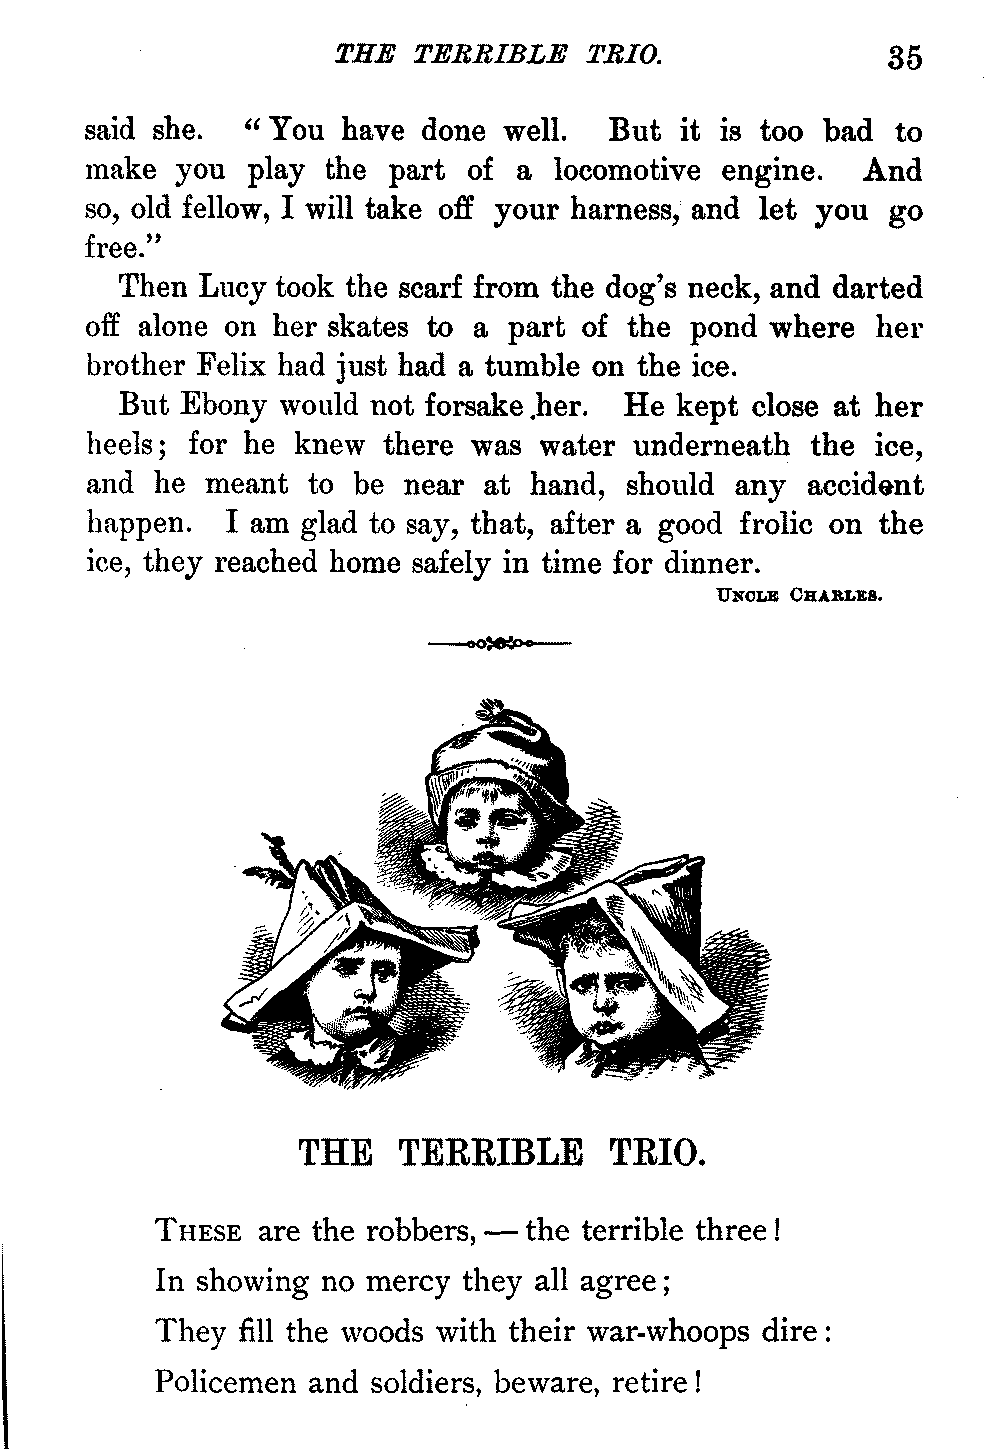 THE TERRIBLE TRIO. 35
said she. “You have done well. But it is too bad to
make you play the part of a locomotive engine. And
so, old fellow, I will take off your harness, and let you go
free.”
Then Lucy took the scarf from the dog’s neck, and darted
off alone on her skates to a part of the pond where her
brother Felix had just had a tumble on the ice.
But Ebony would not forsake her. He kept close at her
heels; for he knew there was water underneath the ice,
and he meant to be near at hand, should any accident
happen. I am glad to say, that, after a good frolic on the
ice, they reached home safely in time for dinner.
UNCLE CHARLES.
THE TERRIBLE TRIO.
THESE are the robbers, — the terrible three!
In showing no mercy they all agree;
They fill the woods with their war-whoops dire:
Policemen and soldiers, beware, retire!